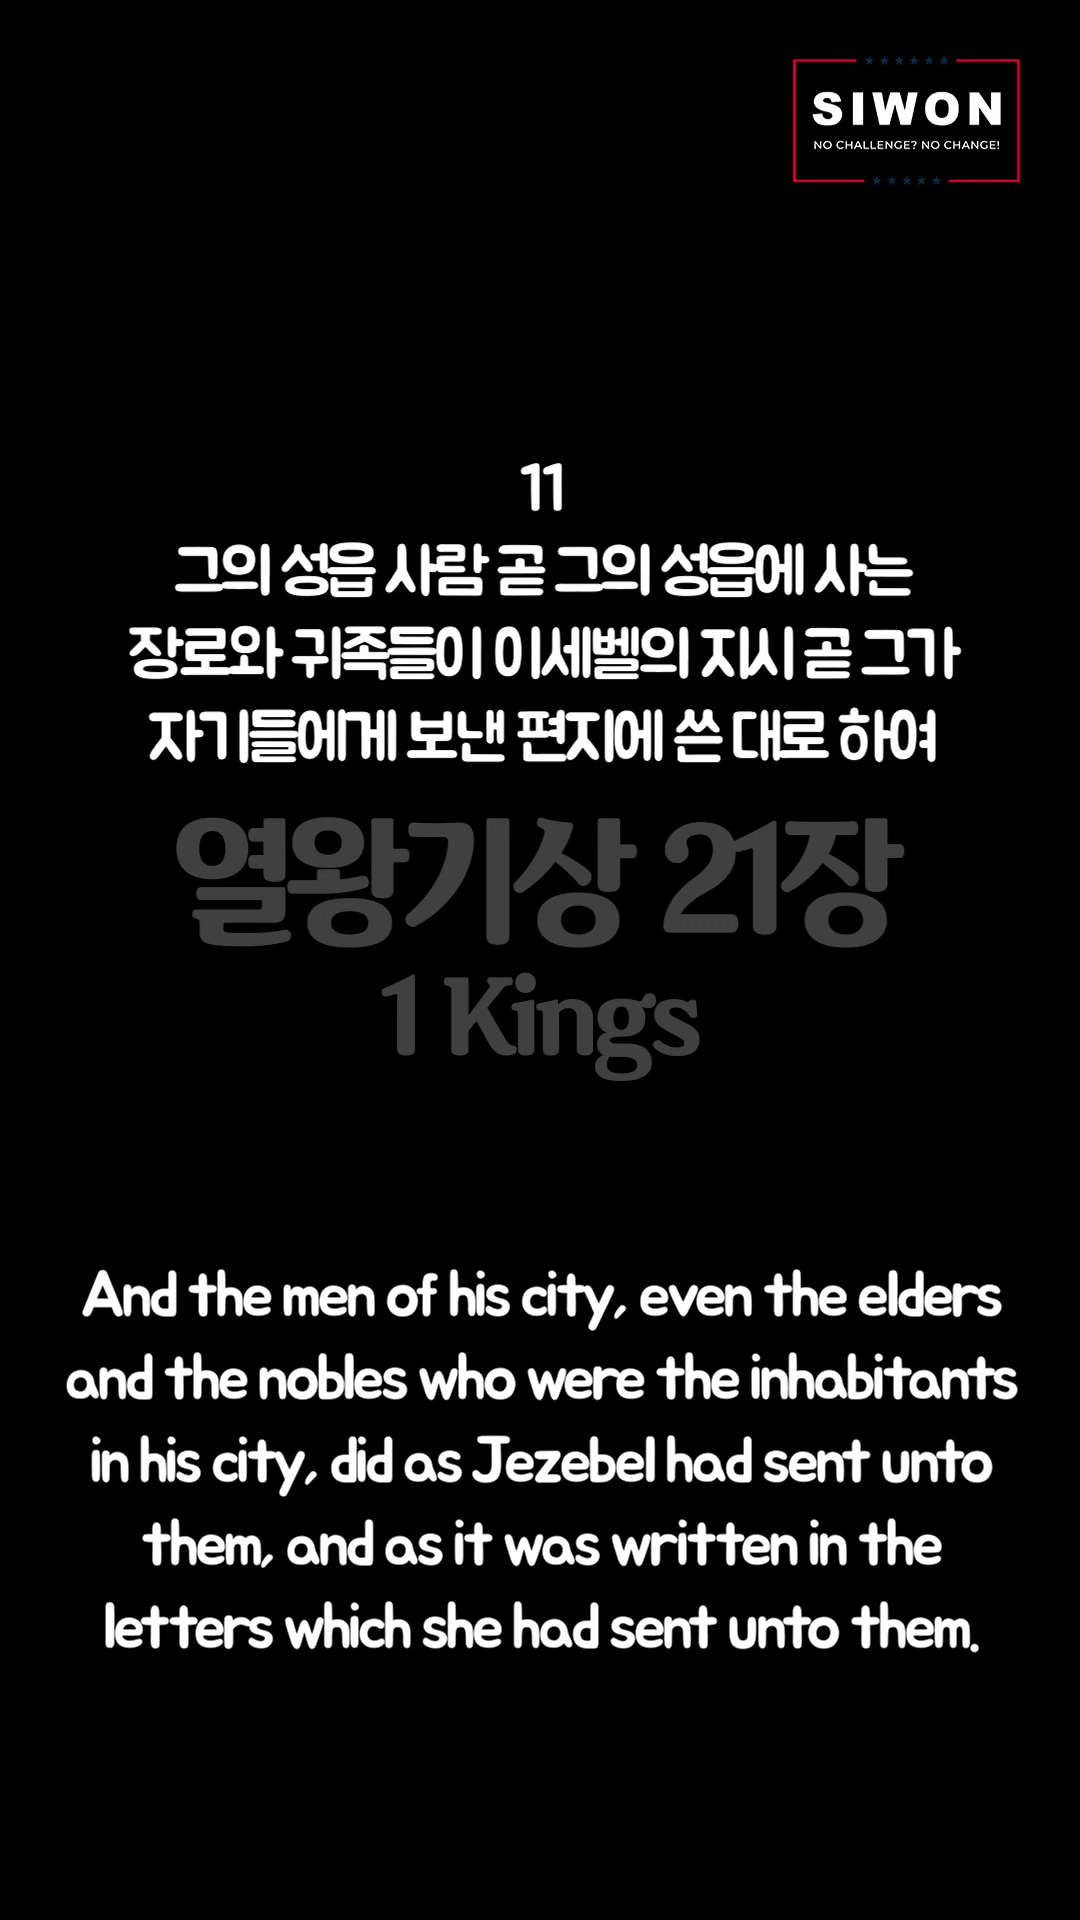 SIWON
NO CHALLENGE? NO CHANGE!
11
그의 성읍 사람 곧 그의 성읍에 사는
장로와 귀족들이 이세벨의 지시 곧 그가
자기들에게 보낸 편지에 쓴 대로 하여
열왕기상 21장
1 Kings
And the men of his city, even the elders
and the nobles who were the inhabitants
in his city, did as Jezebel had sent unto
them, and as it was written in the
letters which she had sent unto them.